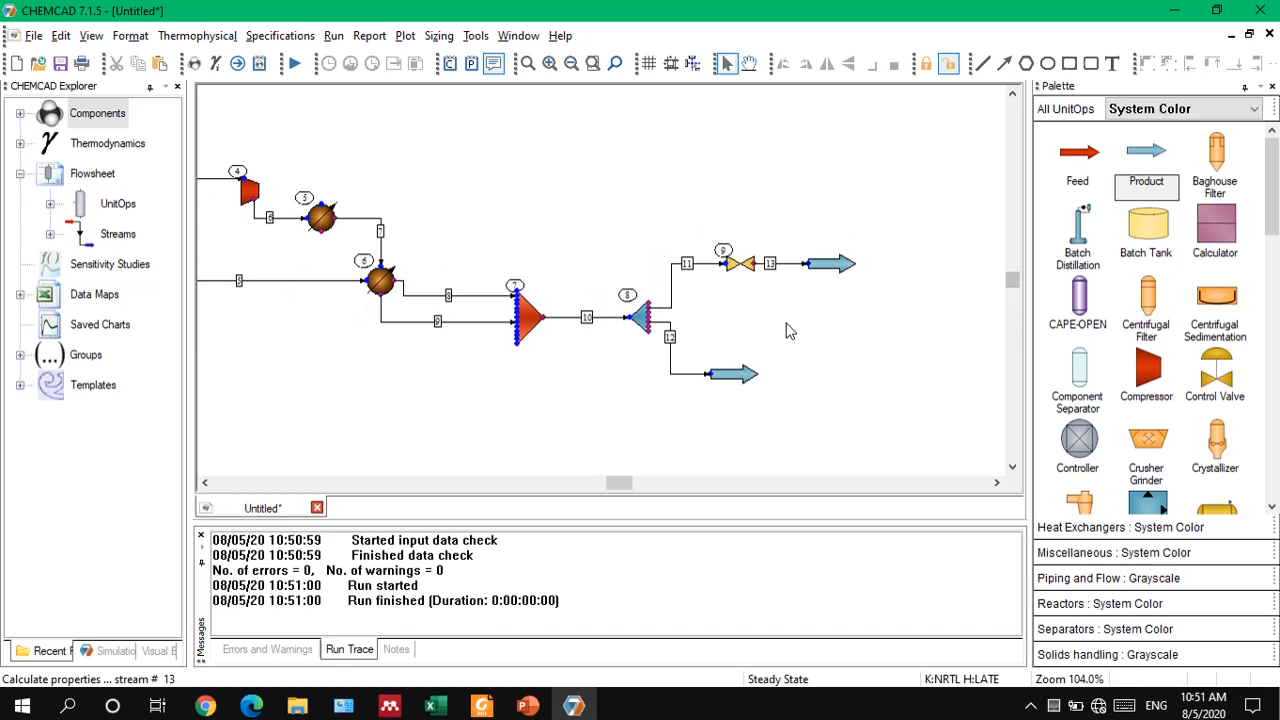 CHEMCAD 7.1.5 - [Untitled*]
File Edit View Format Thermophysical Specifications Run Report Plot Sizing Tools Window Help
CHEMCAD Explorer
Components
Thermodynamics
Flowsheet
UnitOps
Streams
Sensitivity Studies
Data Maps
Saved Charts
Groups
Templates
Recent F
Simulatio
Visual E
4
5
6
7
6
5
8
9
7
10
8
11
12
9
13
Untitled*
Messages
08/05/20 10:50:59 Started input data check
08/05/20 10:50:59 Finished data check
No. of errors = 0, No. of warnings = 0
08/05/20 10:51:00 Run started
08/05/20 10:51:00 Run finished (Duration: 0:00:00:00)
Errors and Warnings Run Trace Notes
Palette
All UnitOps System Color
Feed
Product
Baghouse Filter
Batch Distillation
Batch Tank
Calculator
CAPE-OPEN
Centrifugal Filter
Centrifugal Sedimentation
Component Separator
Compressor
Control Valve
Controller
Crusher Grinder
Crystallizer
Heat Exchangers : System Color
Miscellaneous : System Color
Piping and Flow : Grayscale
Reactors : System Color
Separators : System Color
Solids handling : Grayscale
Calculate properties ... stream # 13
Steady State
K:NRTL H:LATE
Zoom 104.0%
ENG
10:51 AM
8/5/2020